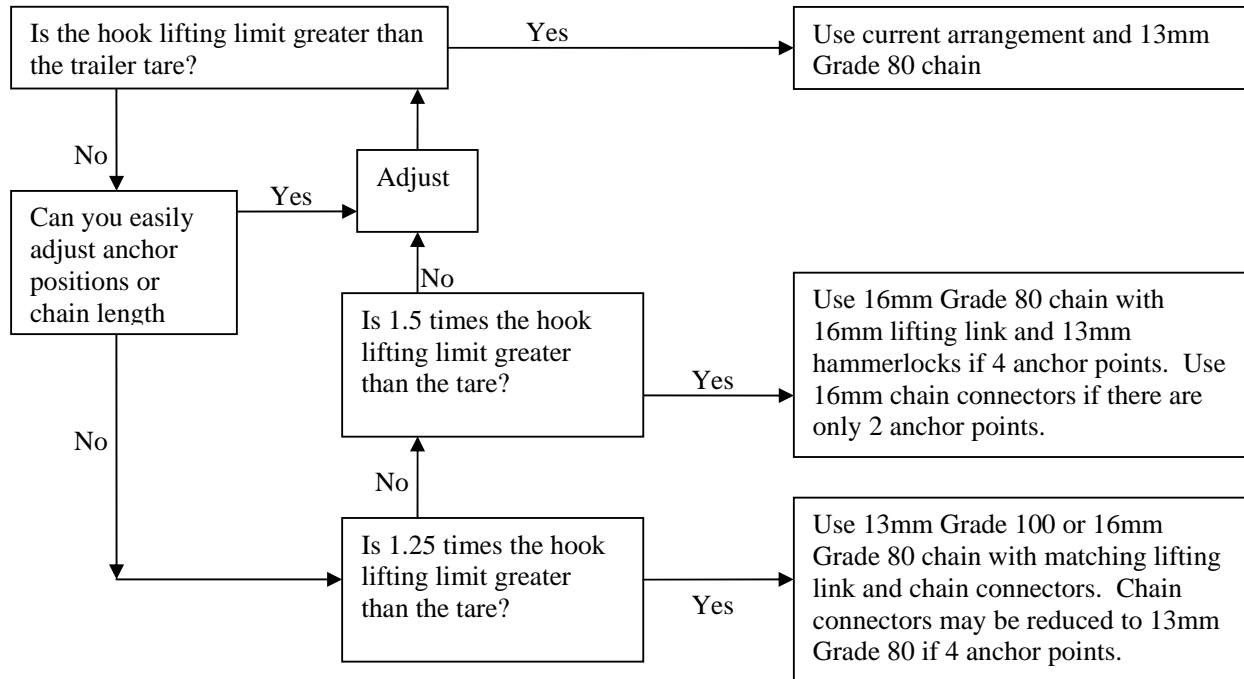 Is the hook lifting limit greater than
the trailer tare?
Yes
Use current arrangement and 13mm
Grade 80 chain
No
Adjust
Yes
Can you easily
adjust anchor
positions or
chain length
No
Is 1.5 times the hook
lifting limit greater
than the tare?
Yes
Use 16mm Grade 80 chain with
16mm lifting link and 13mm
hammerlocks if 4 anchor points.  Use
16mm chain connectors if there are
only 2 anchor points.
No
No
Is 1.25 times the hook
lifting limit greater
than the tare?
Yes
Use 13mm Grade 100 or 16mm
Grade 80 chain with matching lifting
link and chain connectors.  Chain
connectors may be reduced to 13mm
Grade 80 if 4 anchor points.